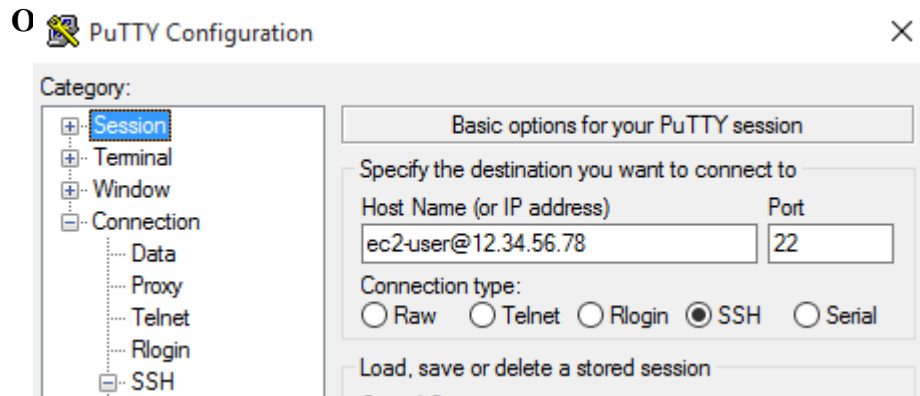 O
PuTTY Configuration
Category:
Session
Terminal
Window
Connection
Data
Proxy
Telnet
Rlogin
SSH
Basic options for your PuTTY session
Specify the destination you want to connect to
Host Name (or IP address) Port
ec2-user@12.34.56.78 22
Connection type:
Raw Telnet Rlogin SSH Serial
Load, save or delete a stored session